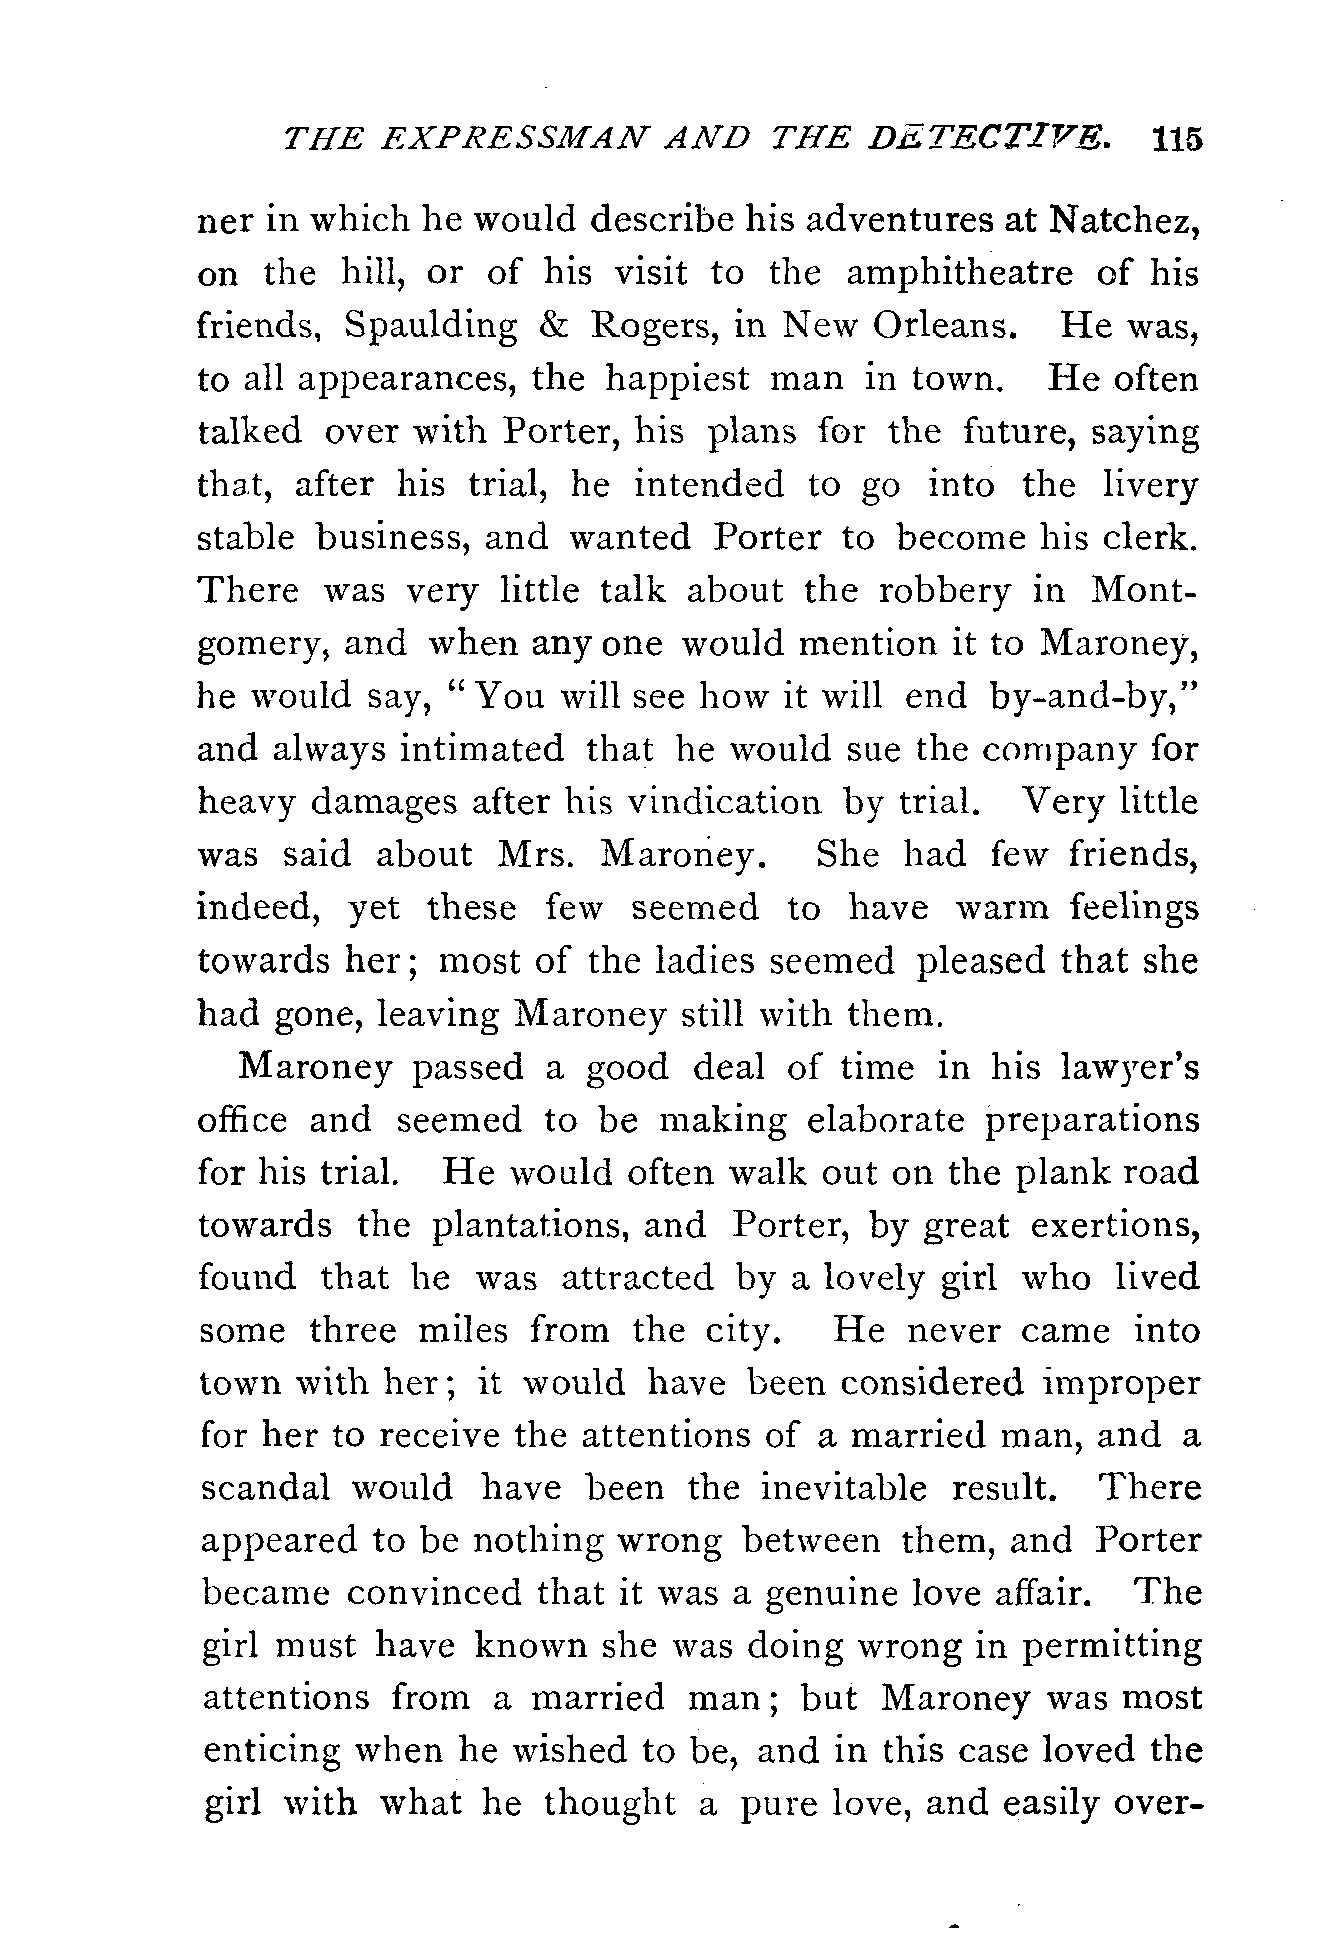 THE EXPRESSMAN AND THE DETECTIVE. 115
ner in which he would describe his adventures at Natchez,
on the hill, or of his visit to the amphitheatre of his
friends, Spaulding & Rogers, in New Orleans. He was,
to all appearances, the happiest man in town. He often
talked over with Porter, his plans for the future, saying
that, after his trial, he intended to go into the livery
stable business, and wanted Porter to become his clerk.
There was very little talk about the robbery in Mont-
gomery, and when any one would mention it to Maroney,
he would say, " You will see how it will end by-and-by,"
and always intimated that he would sue the company for
heavy damages after his vindication by trial. Very little
was said about Mrs. Maroney. She had few friends,
indeed, yet these few seemed to have warm feelings
towards her; most of the ladies seemed pleased that she
had gone, leaving Maroney still with them.
Maroney passed a good deal of time in his lawyer's
office and seemed to be making elaborate preparations
for his trial. He would often walk out on the plank road
towards the plantations, and Porter, by great exertions,
found that he was attracted by a lovely girl who lived
some three miles from the city. He never came into
town with her; it would have been considered improper
for her to receive the attentions of a married man, and a
scandal would have been the inevitable result. There
appeared to be nothing wrong between them, and Porter
became convinced that it was a genuine love affair. The
girl must have known she was doing wrong in permitting
attentions from a married man; but Maroney was most
enticing when he wished to be, and in this case loved the
girl with what he thought a pure love, and easily over-